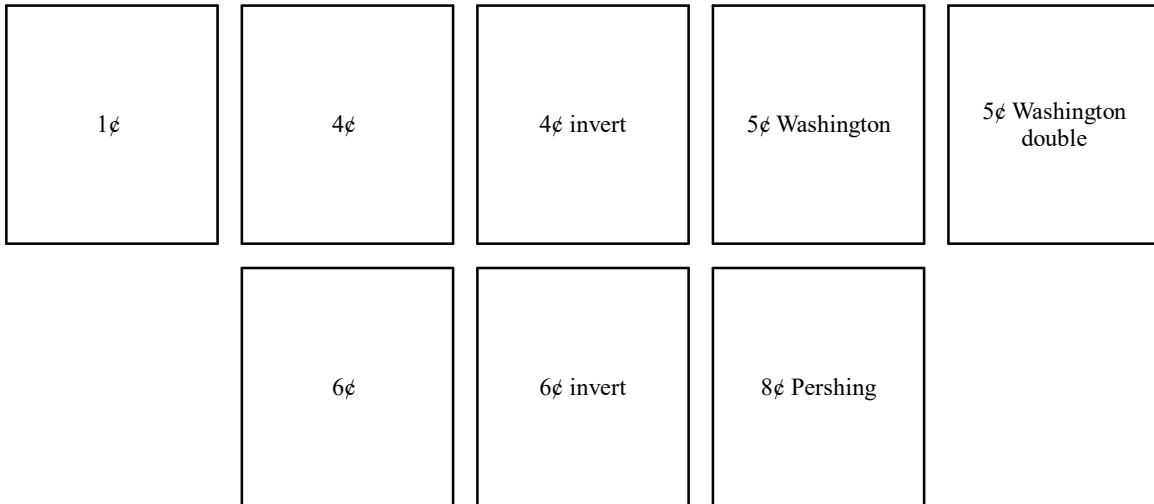 1¢
4¢
4¢ invert
5¢ Washington
5¢ Washington
double
6¢
6¢ invert
8¢ Pershing